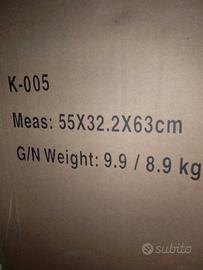 K-005
Meas: 55X32.2X63cm
G/N Weight: 9.9 / 8.9 kg
subito